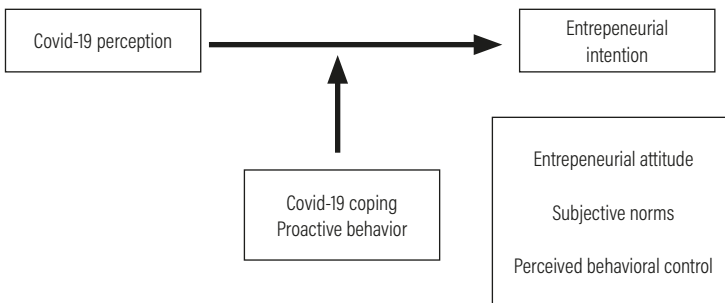 Covid-19 perception
Entrepeneurial
intention
Covid-19 coping
Proactive behavior
Entrepeneurial attitude
Subjective norms
Perceived behavioral control